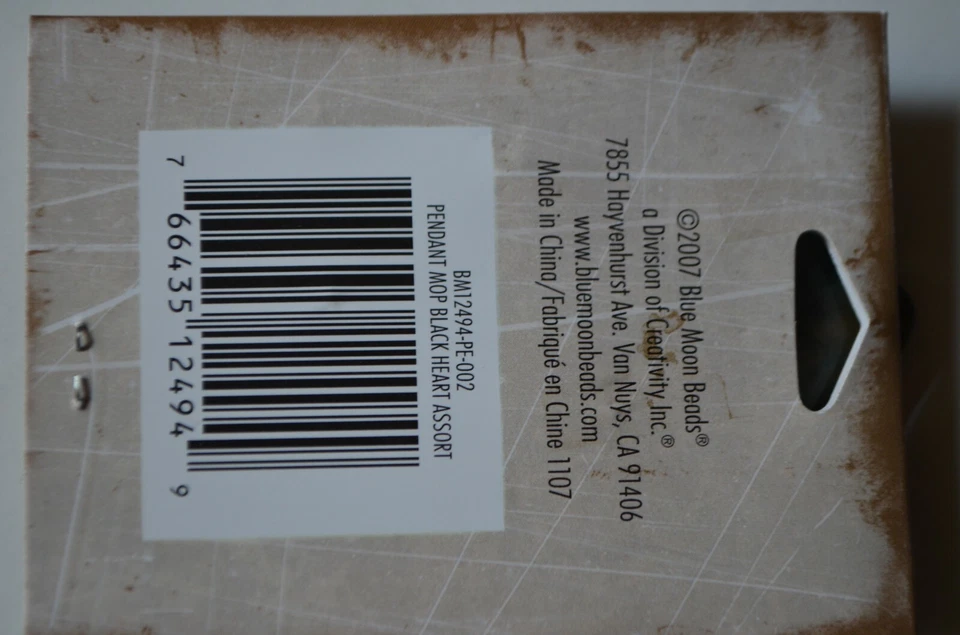 ©2007 Blue Moon Beads®
a Division of Creativity, Inc.®
7855 Hayvenhurst Ave. Van Nuys, CA 91406
www.bluemoonbeads.com
Made in China/Fabriqué en Chine 1107
BM12494-PE-002
PENDANT MOP BLACK HEART ASSORT
7 66435 12494 9